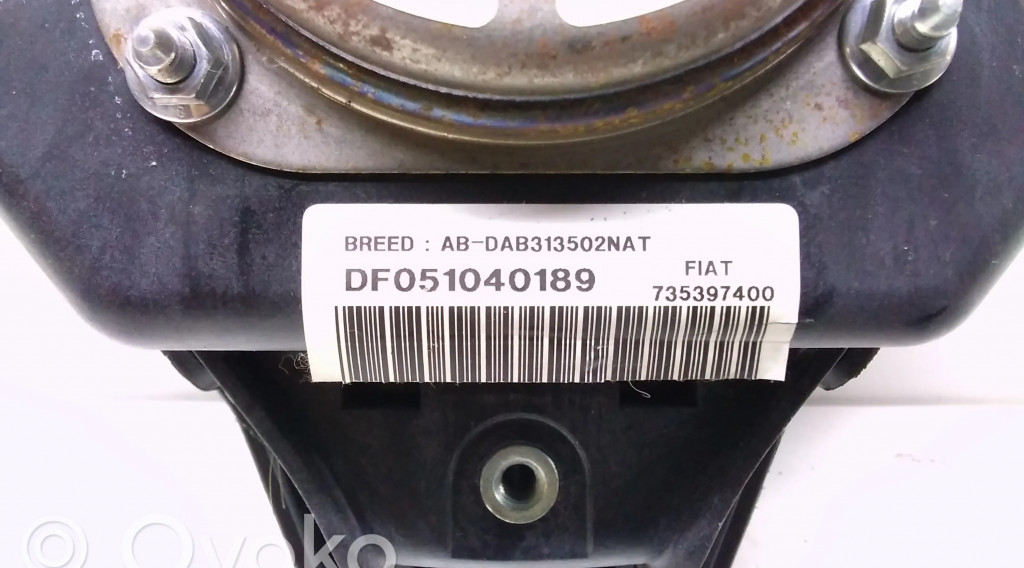 BREED : AB-DAB313502NAT
DF051040189
FIAT
735397400
Ovoko